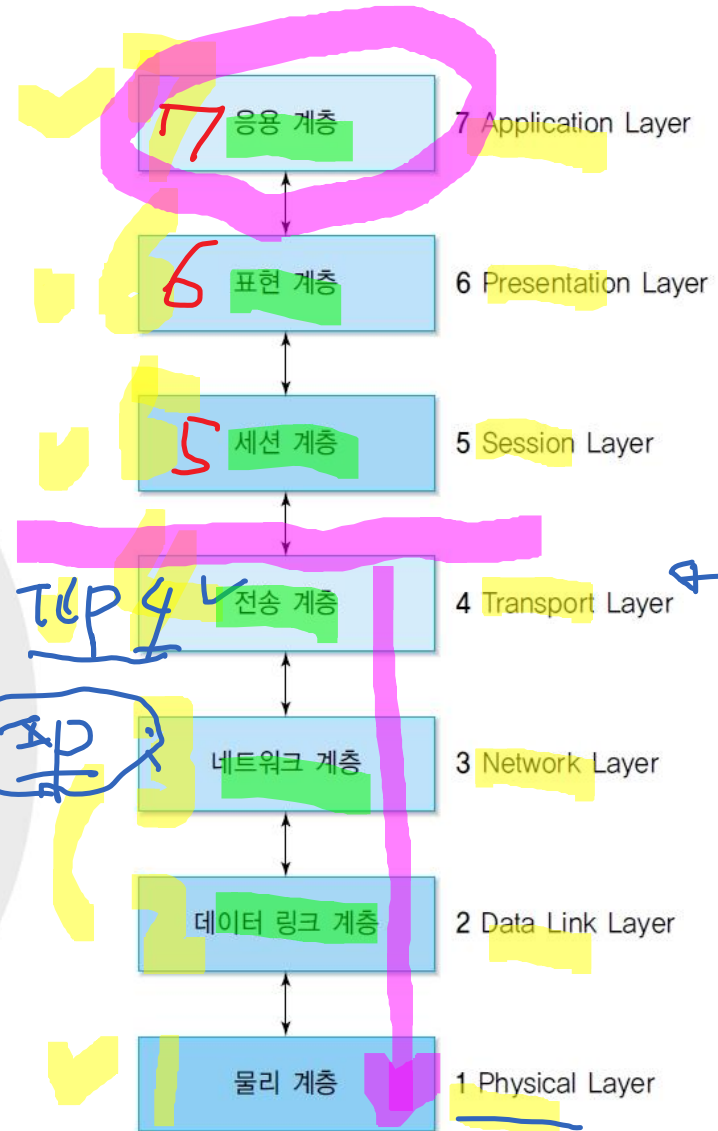 7 응용 계층 7 Application Layer
6 표현 계층 6 Presentation Layer
5 세션 계층 5 Session Layer
TCP 4 전송 계층 4 Transport Layer
IP 3 네트워크 계층 3 Network Layer
2 데이터 링크 계층 2 Data Link Layer
1 물리 계층 1 Physical Layer